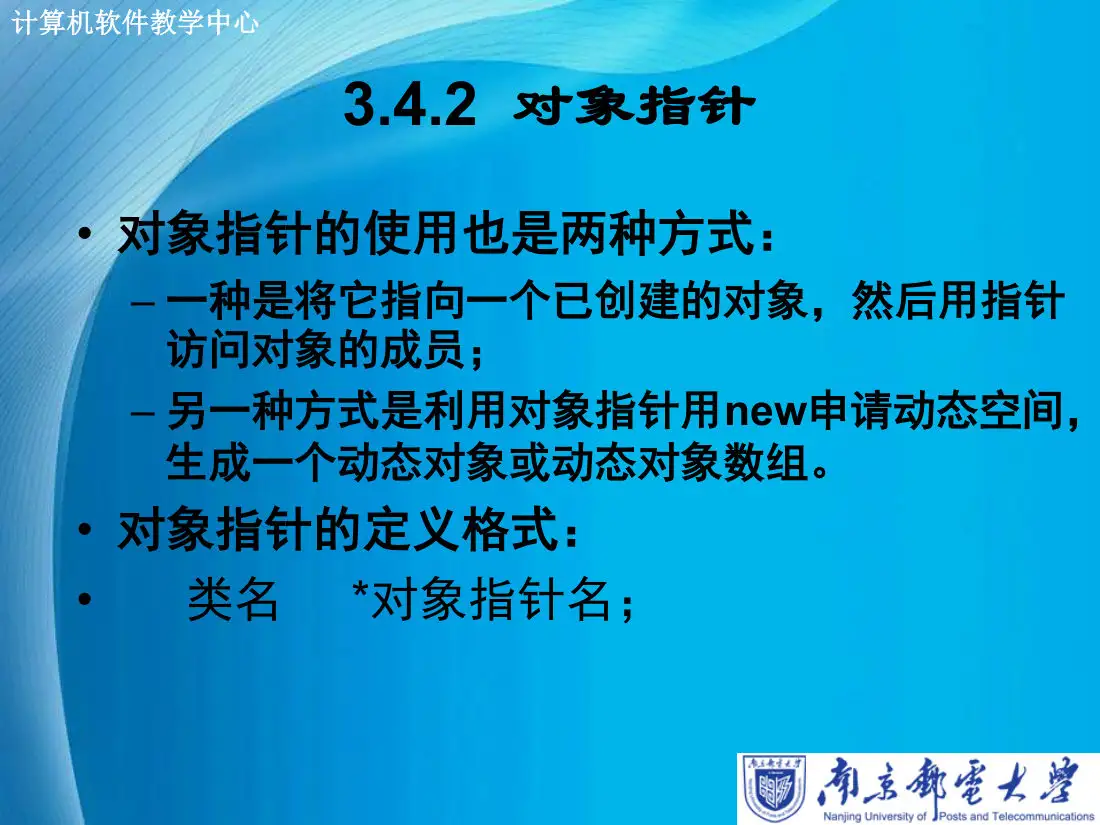 计算机软件教学中心
3.4.2 对象指针
• 对象指针的使用也是两种方式：
– 一种是将它指向一个已创建的对象，然后用指针
访问对象的成员；
– 另一种方式是利用对象指针用new申请动态空间，
生成一个动态对象或动态对象数组。
• 对象指针的定义格式：
• 类名 *对象指针名；
南京郵電大學
Nanjing University of Posts and Telecommunications